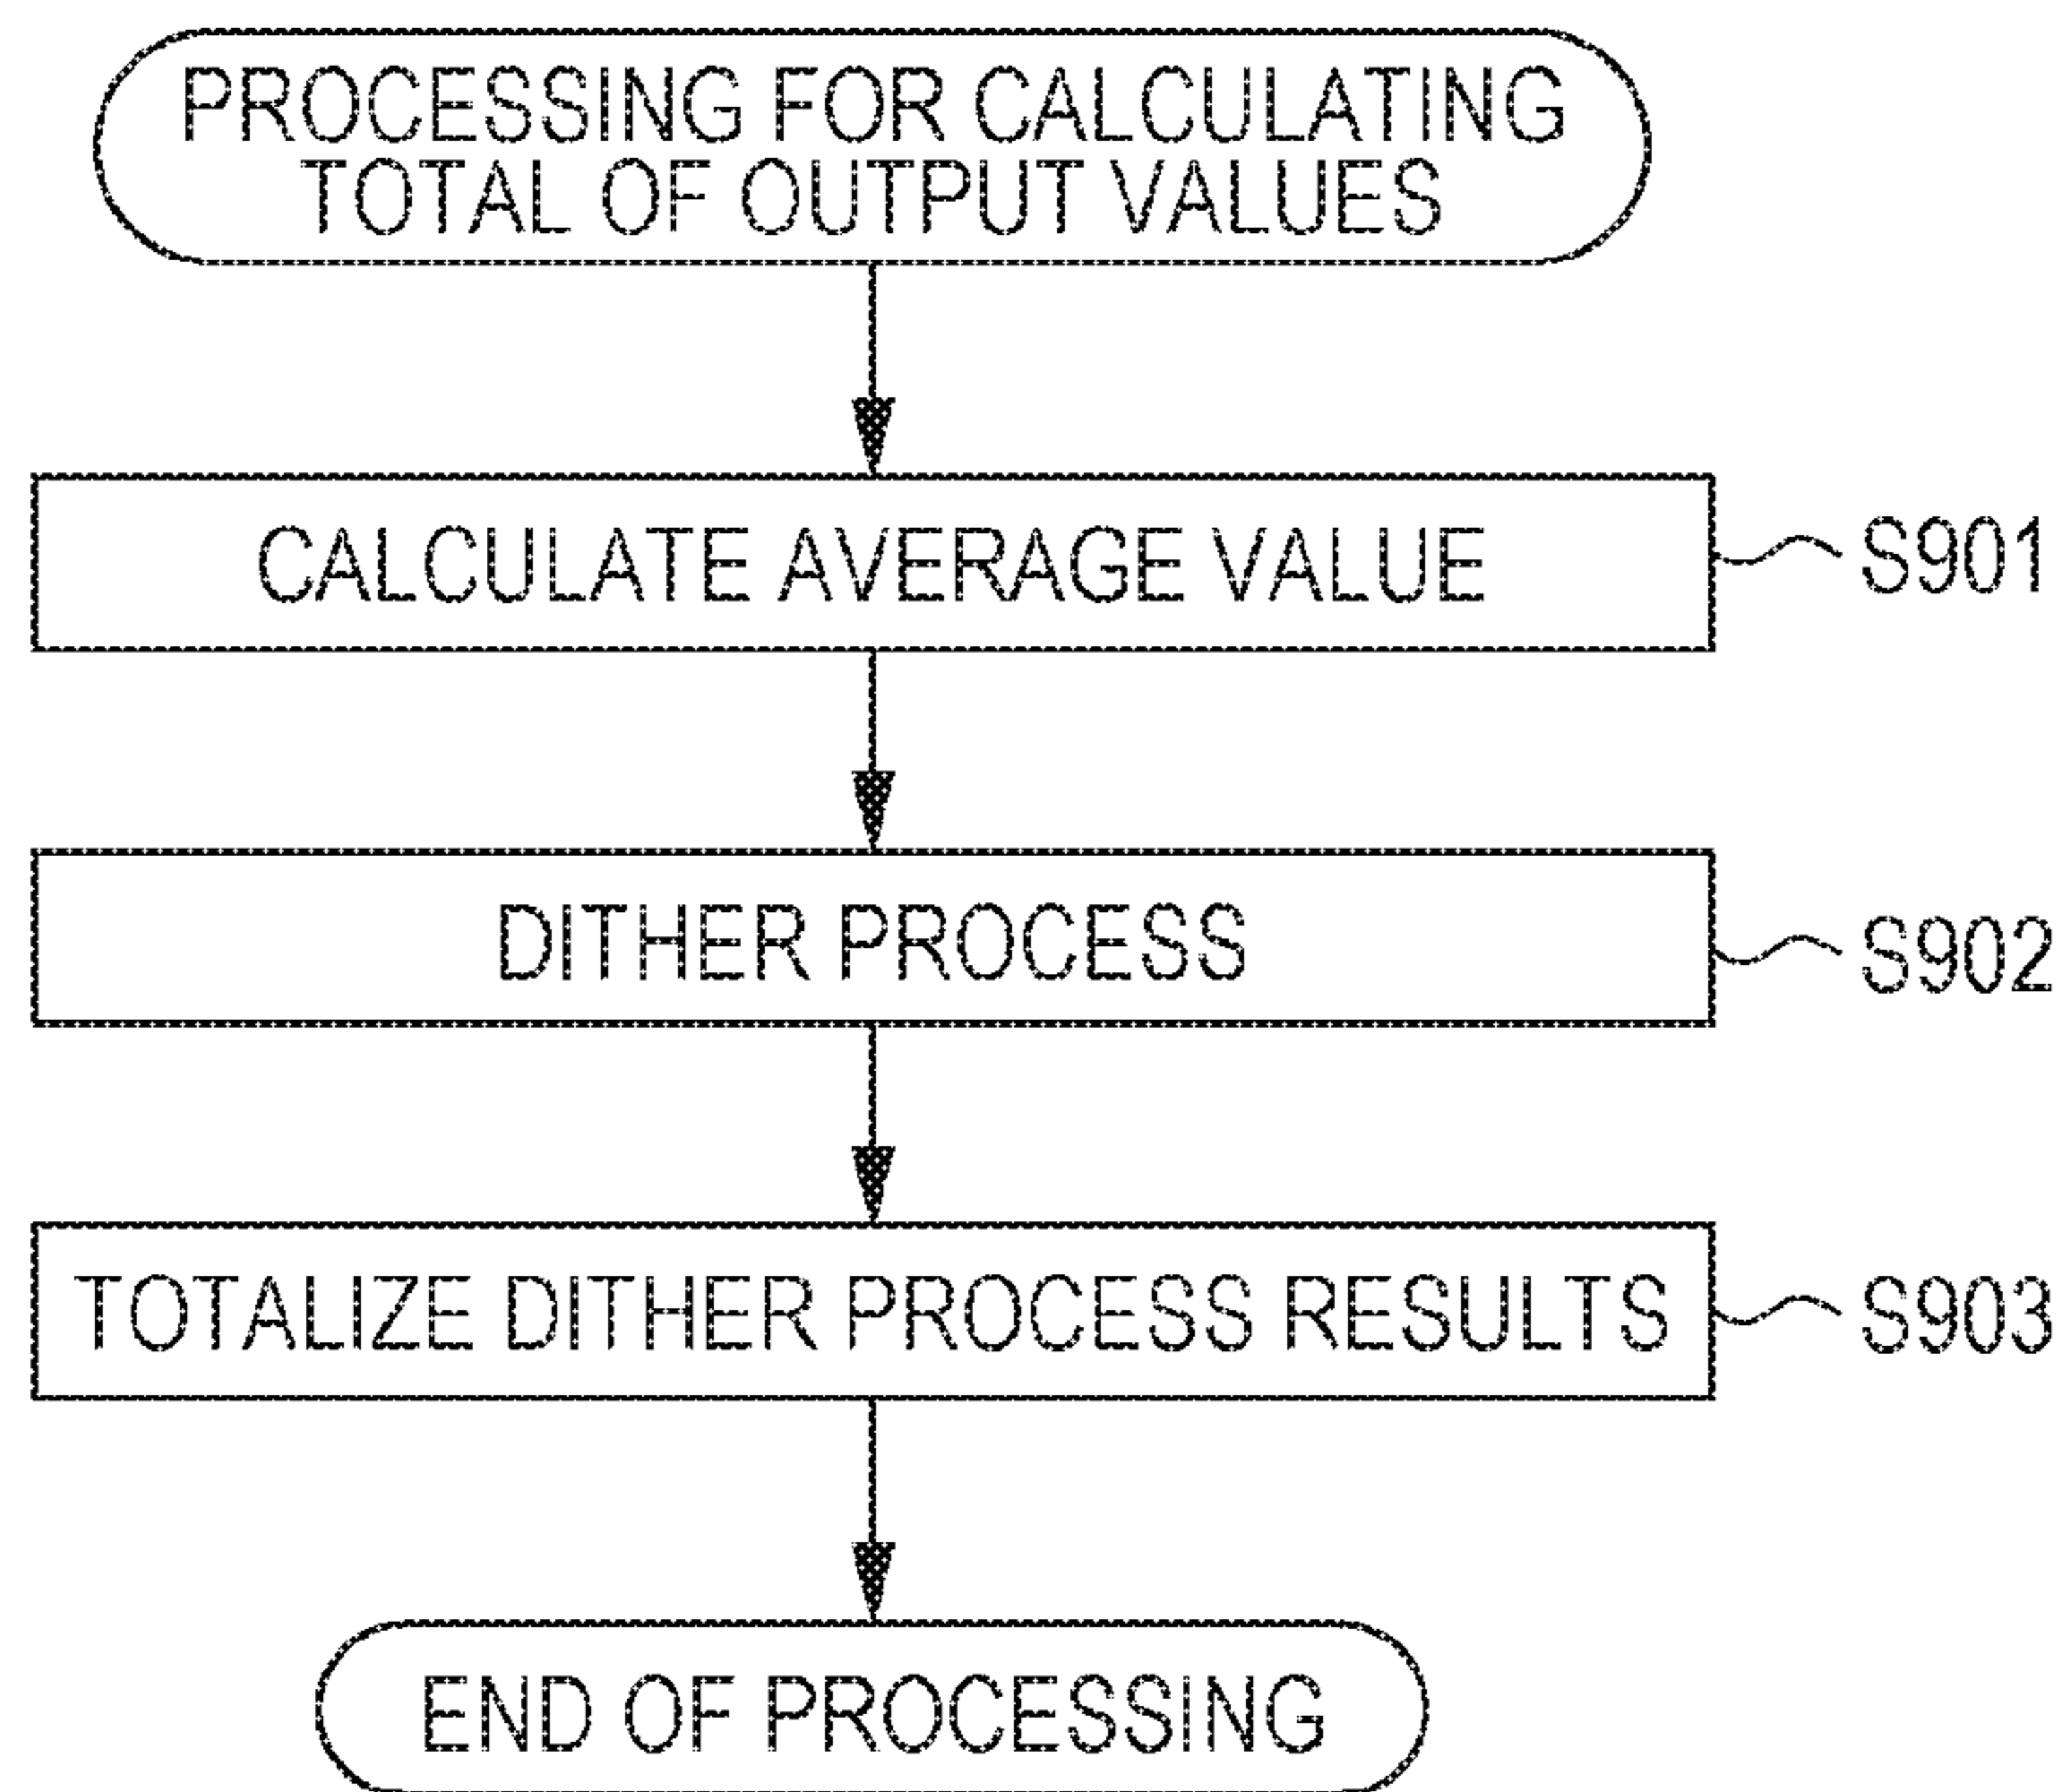 PROCESSING FOR CALCULATING
TOTAL OF OUTPUT VALUES
CALCULATE AVERAGE VALUE
S901
DITHER PROCESS
S902
TOTALIZE DITHER PROCESS RESULTS
S903
END OF PROCESSING